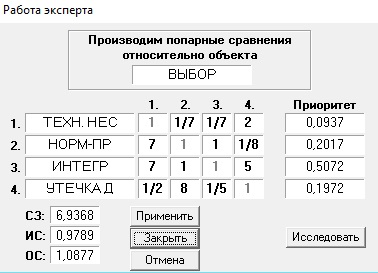 Работа эксперта
Производим попарные сравнения
относительно объекта
ВЫБОР
1. 2. 3. 4. Приоритет
1. ТЕХН. НЕС 1 1/7 1/7 2 0,0937
2. НОРМ-ПР 7 1 1 1/8 0,2017
3. ИНТЕГР 7 1 1 5 0,5072
4. УТЕЧКА Д 1/2 8 1/5 1 0,1972
СЗ: 6,9368 Применить
ИС: 0,9789 Закрыть Исследовать
ОС: 1,0877 Отмена